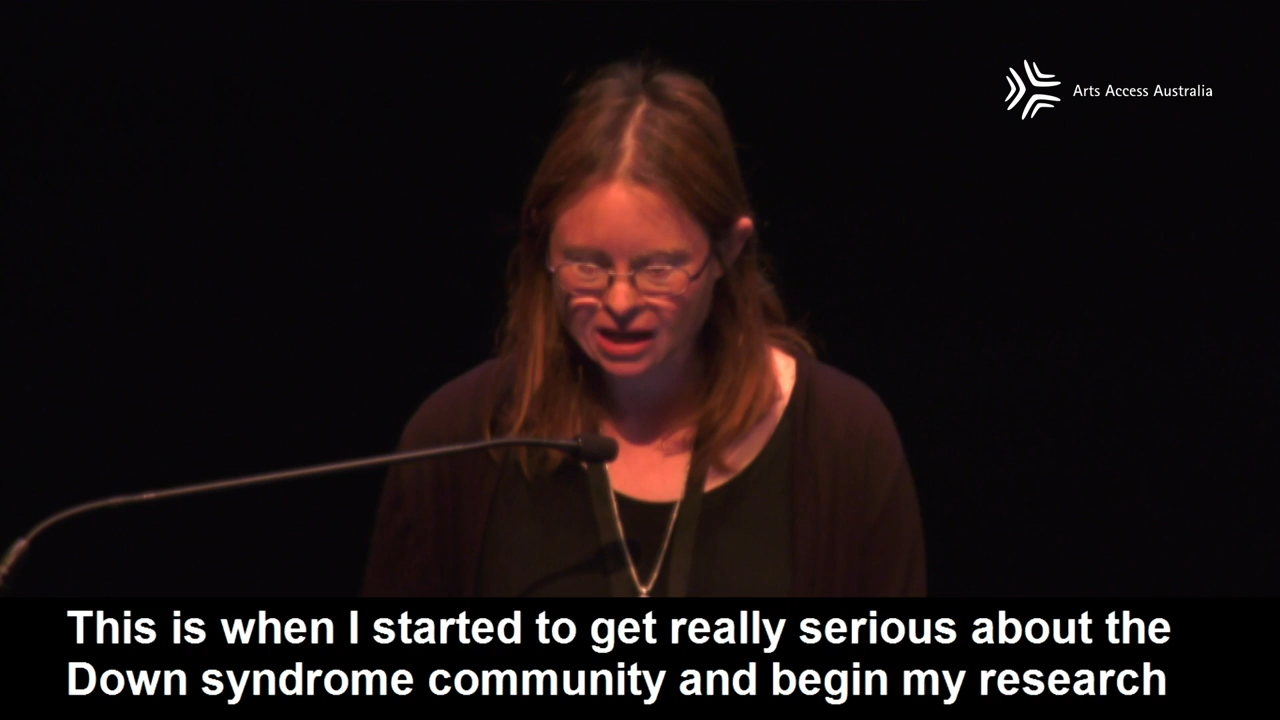 Arts Access Australia
This is when I started to get really serious about the
Down syndrome community and begin my research